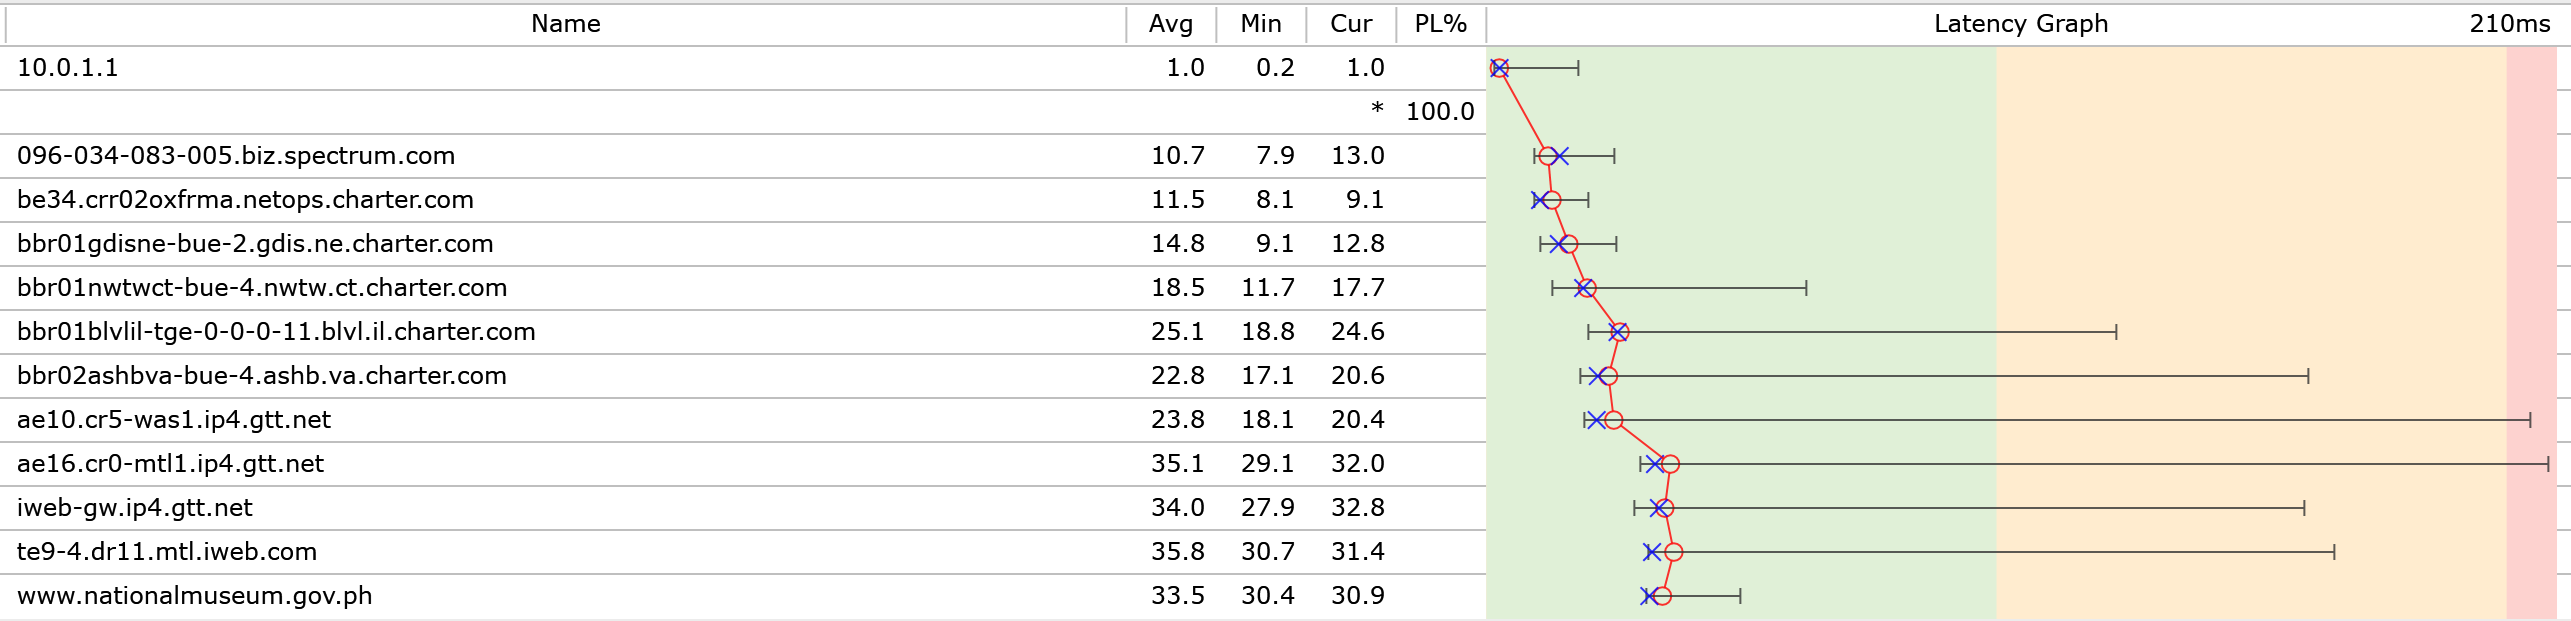 Name Avg Min Cur PL% Latency Graph 210ms
10.0.1.1 1.0 0.2 1.0
* 100.0
096-034-083-005.biz.spectrum.com 10.7 7.9 13.0
be34.crr02oxfrma.netops.charter.com 11.5 8.1 9.1
bbr01gdisne-bue-2.gdis.ne.charter.com 14.8 9.1 12.8
bbr01nwtwct-bue-4.nwtw.ct.charter.com 18.5 11.7 17.7
bbr01blvlil-tge-0-0-0-11.blvl.il.charter.com 25.1 18.8 24.6
bbr02ashbva-bue-4.ashb.va.charter.com 22.8 17.1 20.6
ae10.cr5-was1.ip4.gtt.net 23.8 18.1 20.4
ae16.cr0-mtl1.ip4.gtt.net 35.1 29.1 32.0
iweb-gw.ip4.gtt.net 34.0 27.9 32.8
te9-4.dr11.mtl.iweb.com 35.8 30.7 31.4
www.nationalmuseum.gov.ph 33.5 30.4 30.9